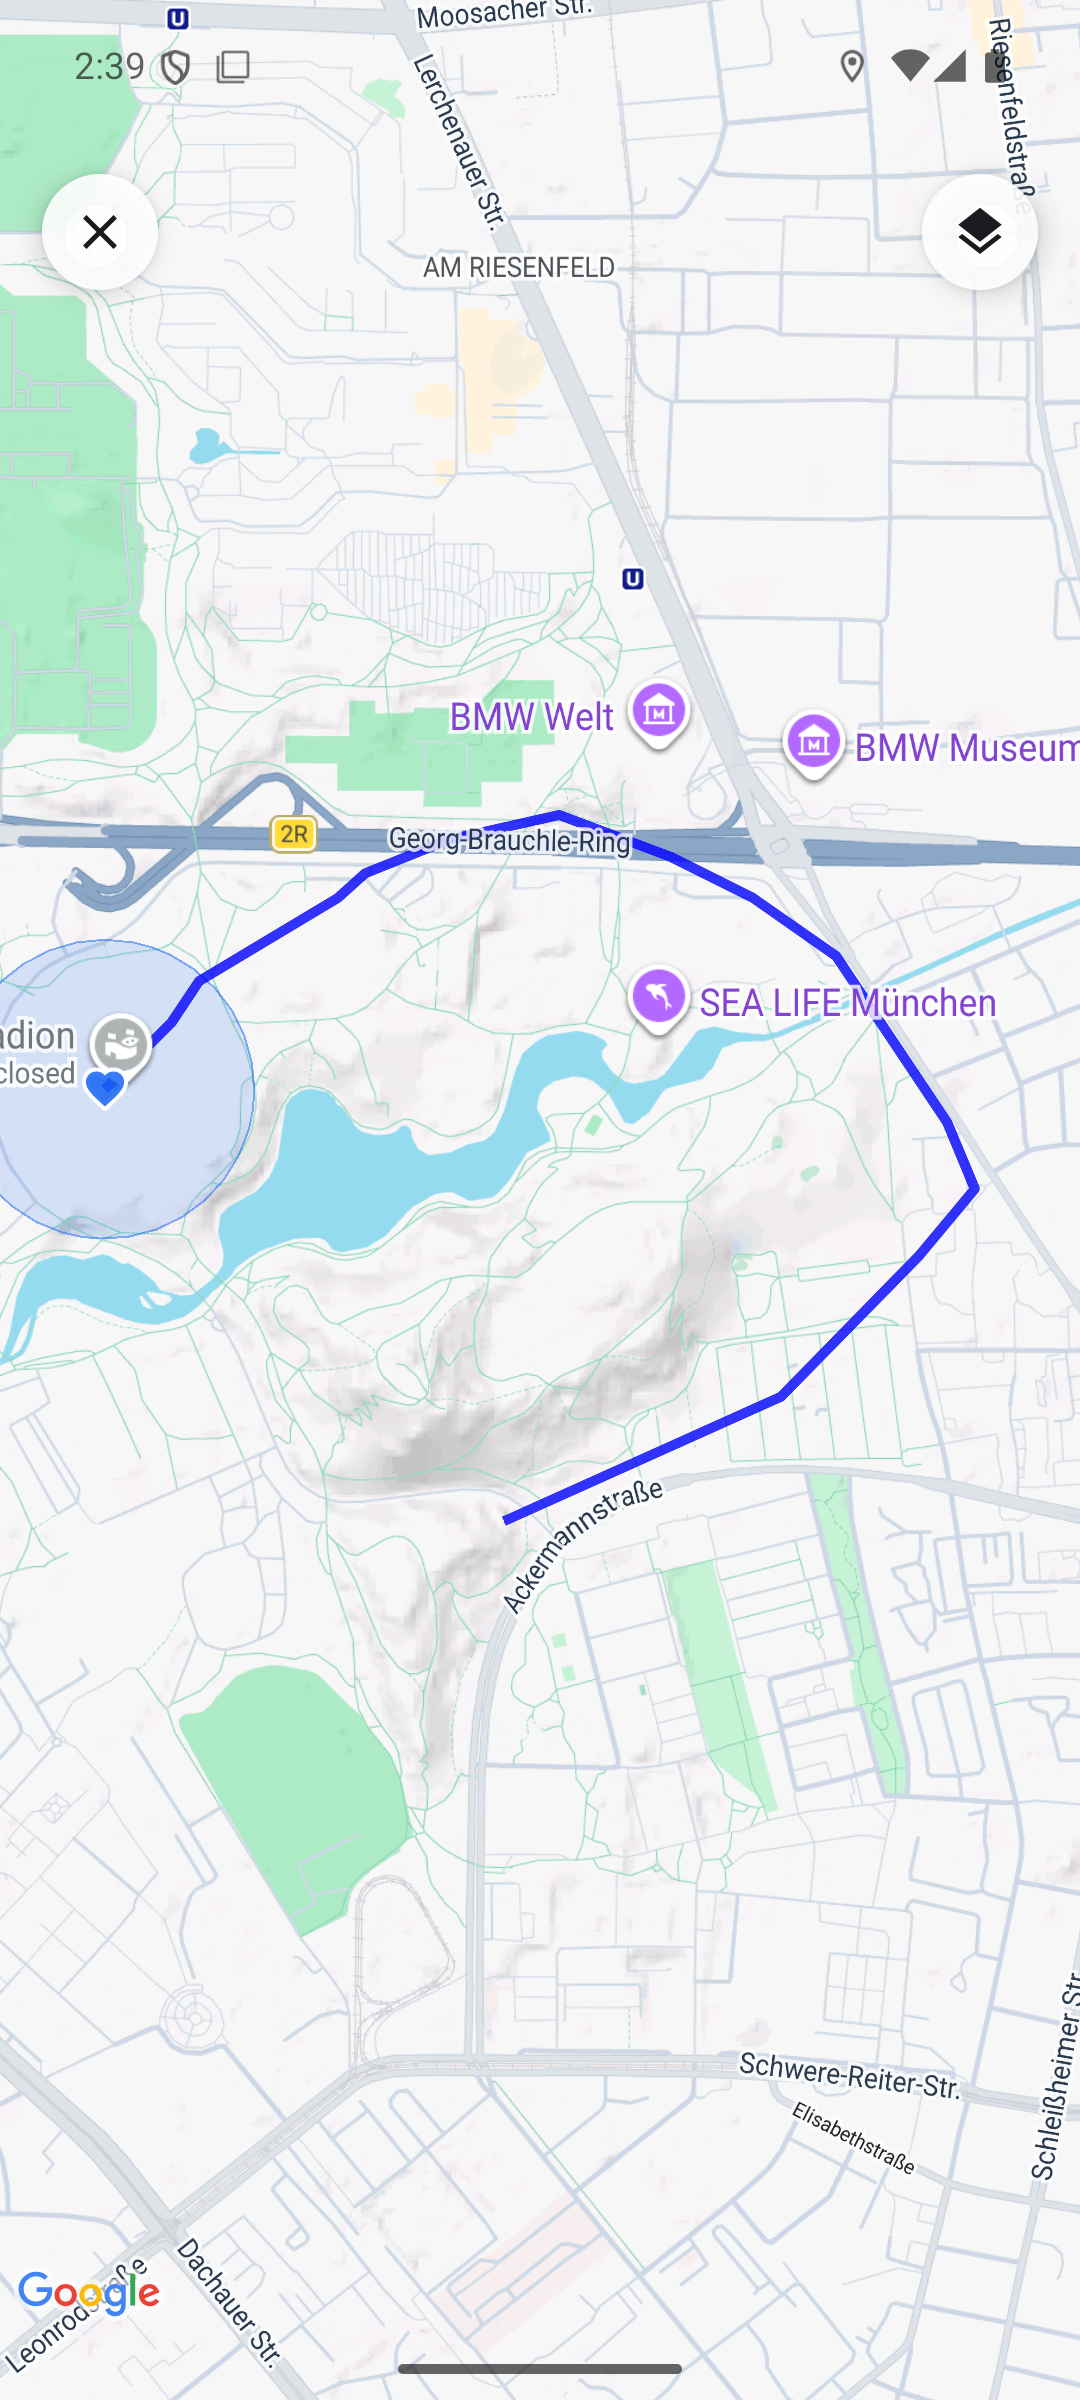 Moosacher Str.
2:39
Lerchenauer Str.
AM RIESENFELD
BMW Welt
BMW Museum
2R
Georg-Brauchle-Ring
SEA LIFE München
adion
closed
Ackermannstraße
Schwere-Reiter-Str.
Elisabethstraße
Schleißheimer Str.
Dachauer Str.
Google
U
U
M
M